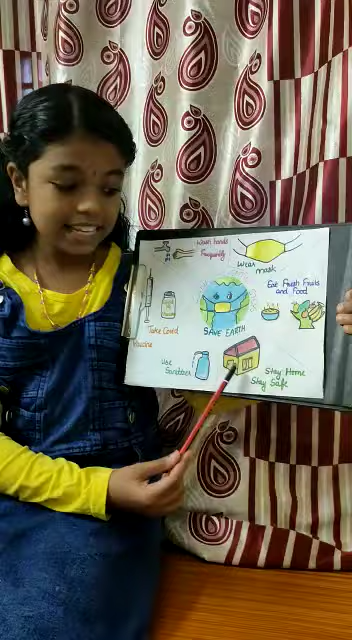 Wash hands
Frequently
Wear
mask
Eat Fresh Fruits
and Food
Take Covid
Vaccine
SAVE EARTH
Use
Stay Home
Stay Safe